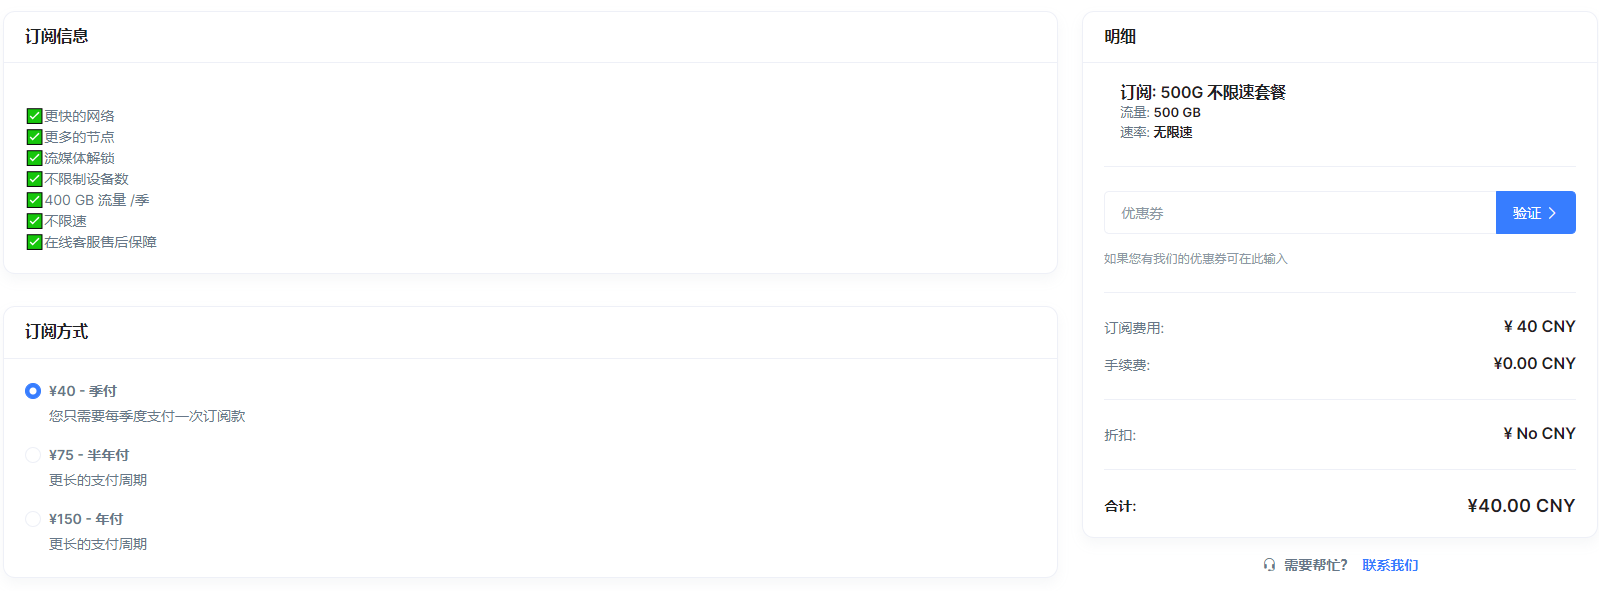 订阅信息
✅更快的网络
✅更多的节点
✅流媒体解锁
✅不限制设备数
✅400 GB 流量 /季
✅不限速
✅在线客服售后保障
订阅方式
¥40 - 季付
您只需要每季度支付一次订阅款
¥75 - 半年付
更长的支付周期
¥150 - 年付
更长的支付周期
明细
订阅: 500G 不限速套餐
流量: 500 GB
速率: 无限速
优惠券
验证
如果您有我们的优惠券可在此输入
订阅费用: ¥ 40 CNY
手续费: ¥0.00 CNY
折扣: ¥ No CNY
合计: ¥40.00 CNY
需要帮忙? 联系我们